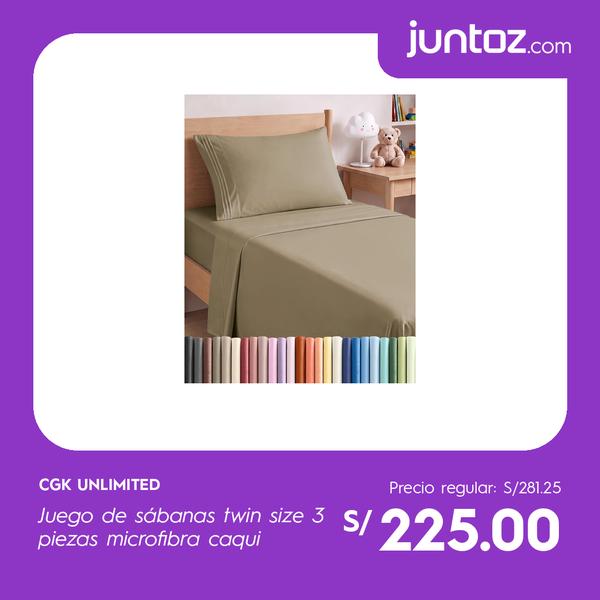 juntoz.com
CGK UNLIMITED
Juego de sábanas twin size 3
piezas microfibra caqui
Precio regular: S/281.25
S/ 225.00